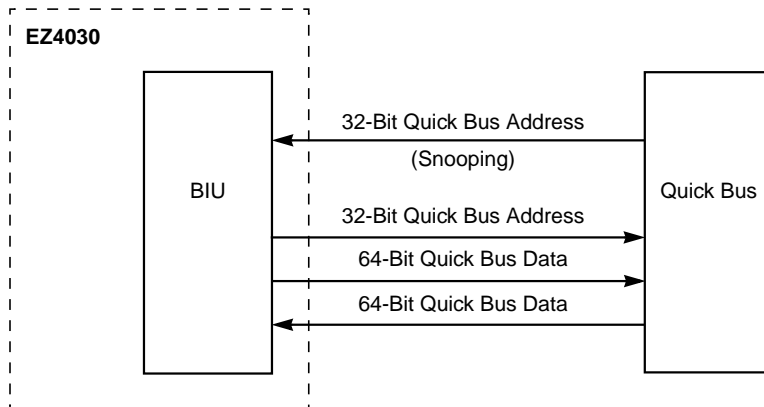 EZ4030
32-Bit Quick Bus Address
(Snooping)
BIU
Quick Bus
32-Bit Quick Bus Address
64-Bit Quick Bus Data
64-Bit Quick Bus Data